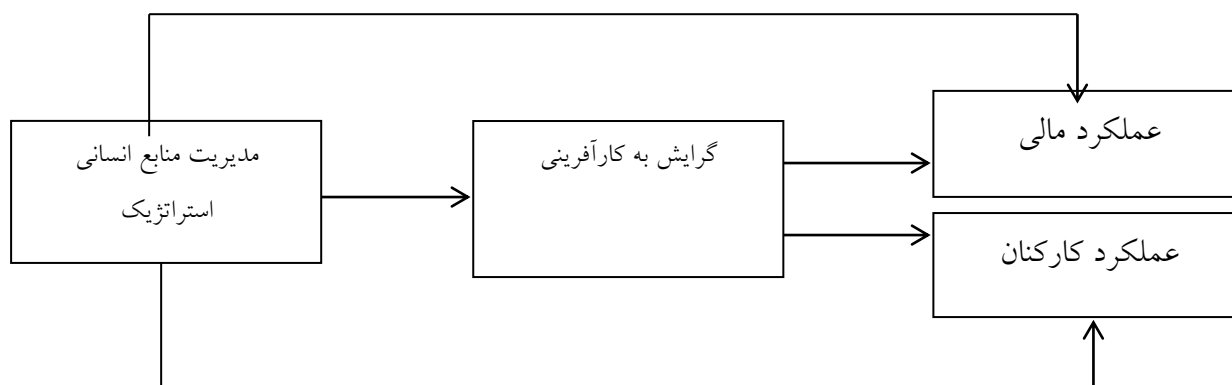 مدیریت منابع انسانی
استراتژیک
گرایش به کارآفرینی
عملکرد مالی
عملکرد کارکنان